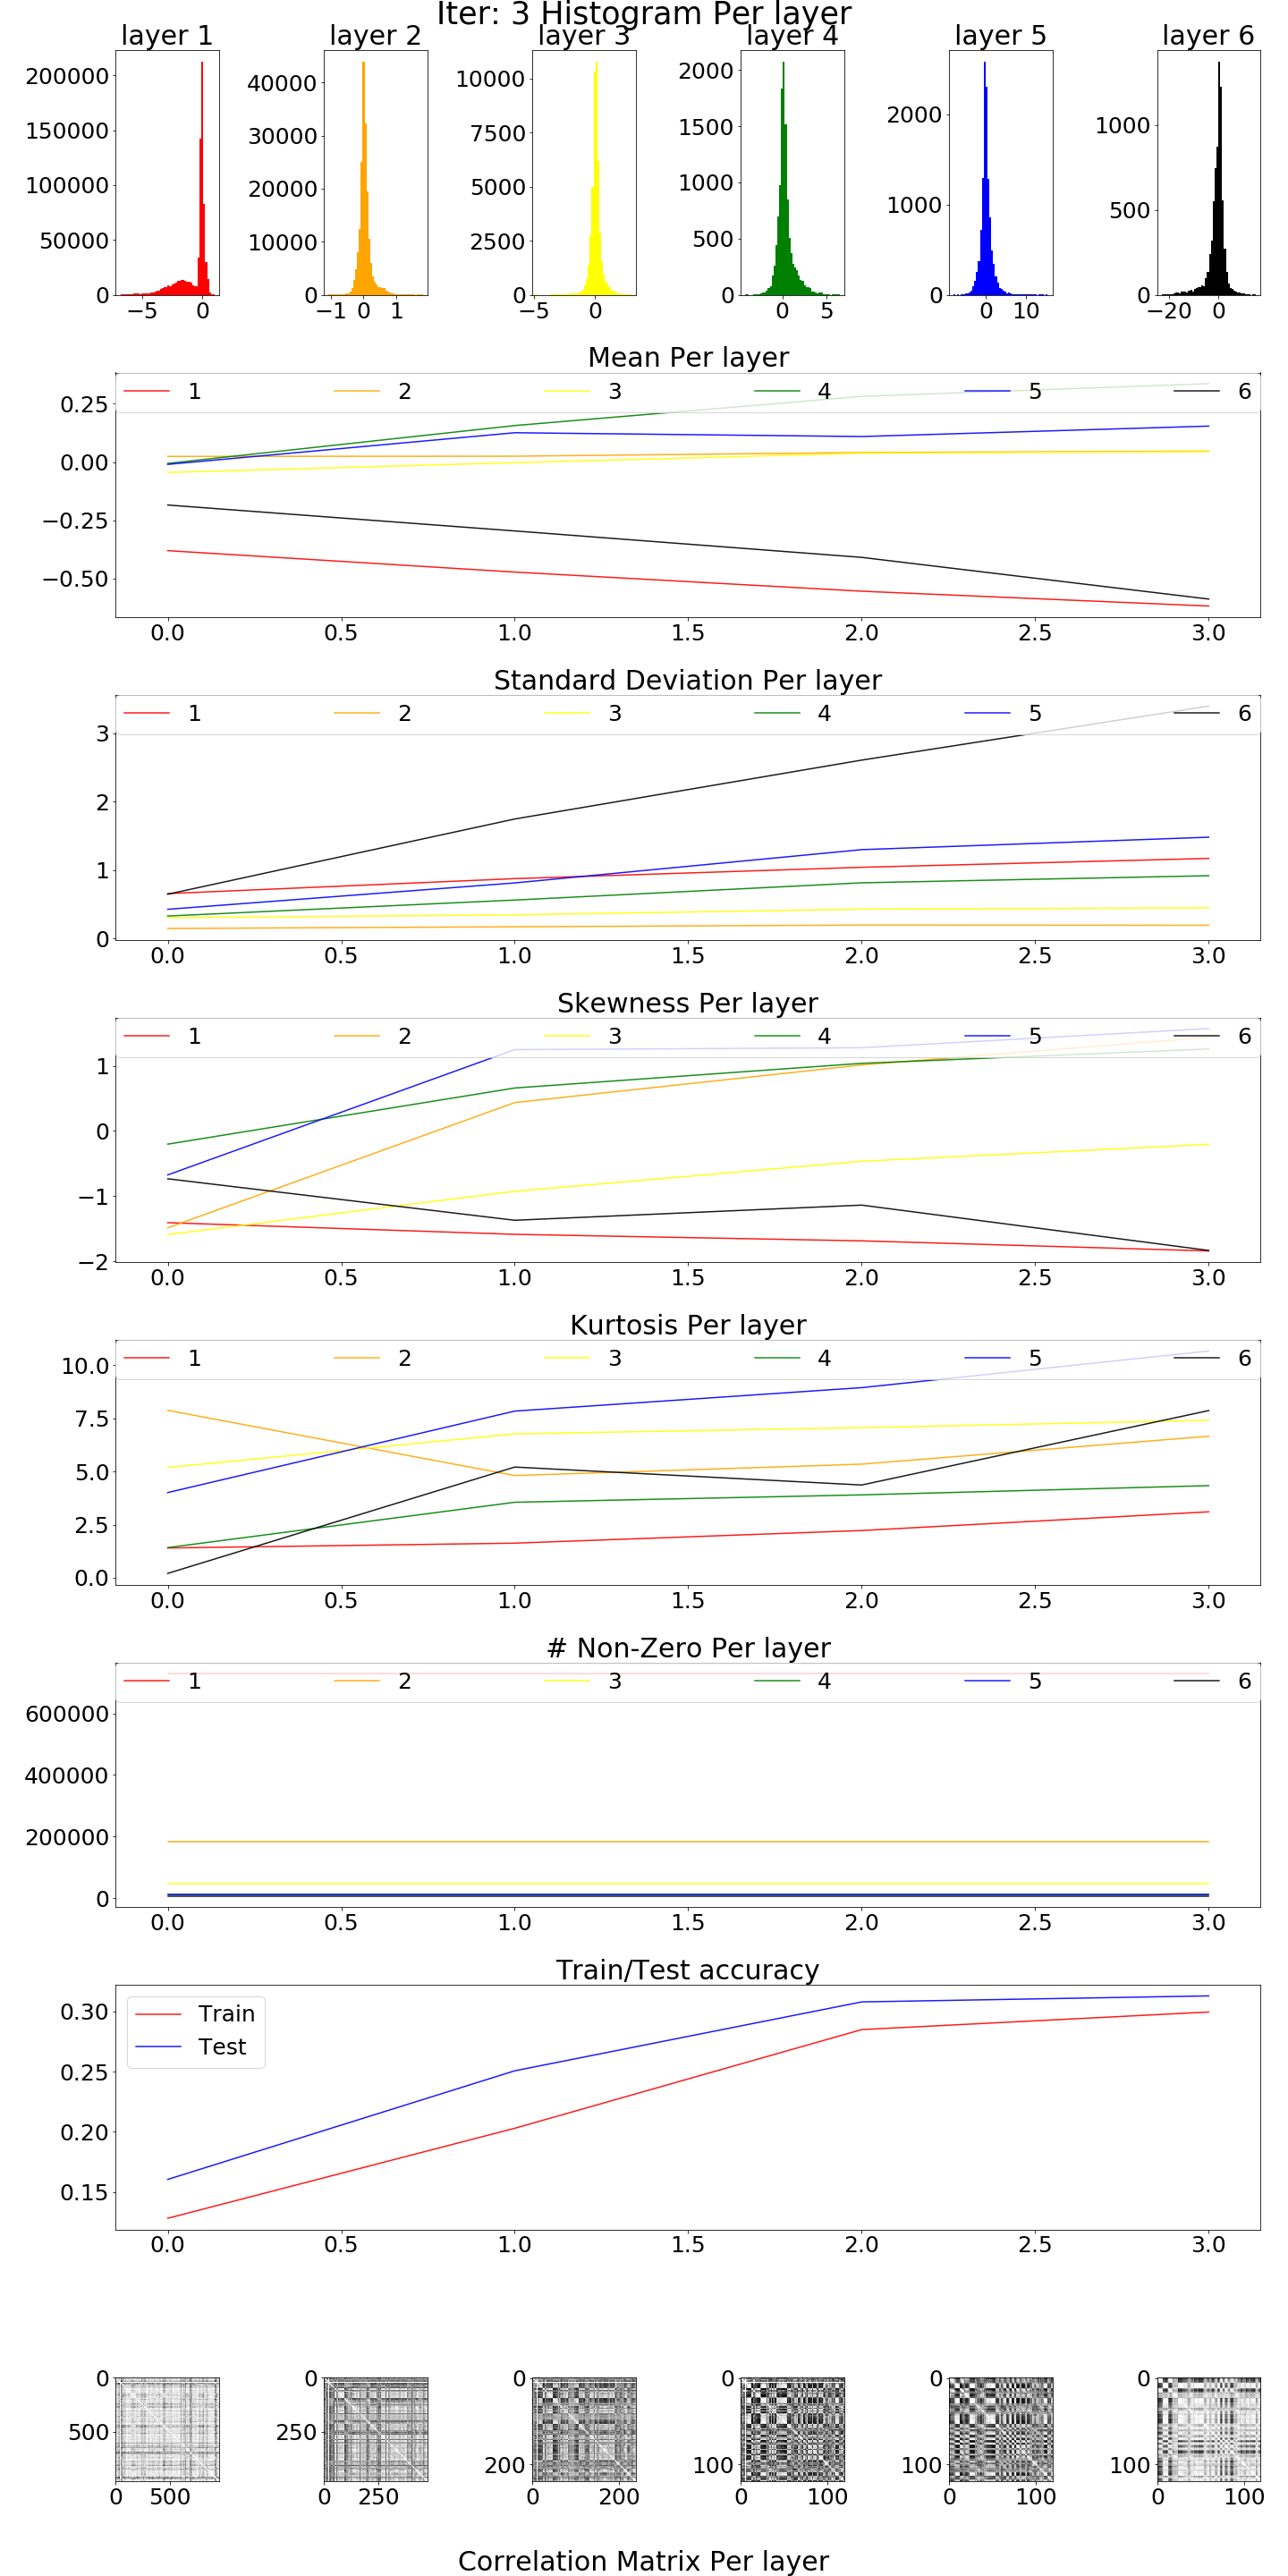 Iter: 3 Histogram Per layer
layer 1 layer 2 layer 3 layer 4 layer 5 layer 6
200000 150000 100000 50000 0
−5 0
40000 30000 20000 10000 0
−1 0 1
10000 7500 5000 2500 0
−5 0
2000 1500 1000 500 0
0 5
2000 1000 0
0 10
1000 500 0
−20 0
Mean Per layer
1 2 3 4 5 6
0.25
0.00
−0.25
−0.50
0.0 0.5 1.0 1.5 2.0 2.5 3.0
Standard Deviation Per layer
1 2 3 4 5 6
3
2
1
0
0.0 0.5 1.0 1.5 2.0 2.5 3.0
Skewness Per layer
1 2 3 4 5 6
1
0
−1
−2
0.0 0.5 1.0 1.5 2.0 2.5 3.0
Kurtosis Per layer
1 2 3 4 5 6
10.0
7.5
5.0
2.5
0.0
0.0 0.5 1.0 1.5 2.0 2.5 3.0
# Non-Zero Per layer
1 2 3 4 5 6
600000
400000
200000
0
0.0 0.5 1.0 1.5 2.0 2.5 3.0
Train/Test accuracy
Train
Test
0.30
0.25
0.20
0.15
0.0 0.5 1.0 1.5 2.0 2.5 3.0
0 500
0 500
0 250
0 250
0 200
0 200
0 100
0 100
0 100
0 100
0 100
0 100
Correlation Matrix Per layer